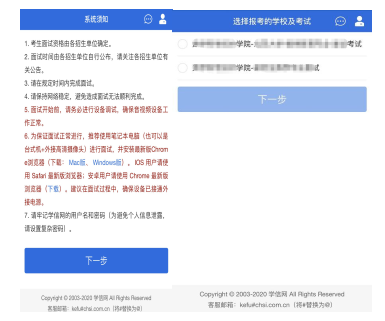 系统须知
1. 考生面试资格由各招生单位确定。
2. 面试时间由各招生单位自行公布，请关注各招生单位有
关公告。
3. 请在规定时间内完成面试。
4. 请保持网络稳定，避免造成面试无法顺利完成。
5. 面试开始前，请务必进行设备调试，确保音视频设备工
作正常。
6. 为保证面试正常进行，推荐使用笔记本电脑（也可以是
台式机+外接高清摄像头）进行面试，并安装最新版Chrom
e浏览器（下载： Mac版、 Windows版）。 IOS 用户请使
用 Safari 最新版浏览器；安卓用户请使用 Chrome 最新版
浏览器（下载）。建议在面试过程中，确保设备已接通外
接电源。
7. 请牢记学信网的用户名和密码（为避免个人信息泄露，
请设置复杂密码）。
下一步
Copyright © 2003-2020 学信网 All Rights Reserved
客服邮箱：kefu#chsi.com.cn（将#替换为@）
选择报考的学校及考试
学院- 考试
学院- 试
下一步
Copyright © 2003-2020 学信网 All Rights Reserved
客服邮箱：kefu#chsi.com.cn（将#替换为@）